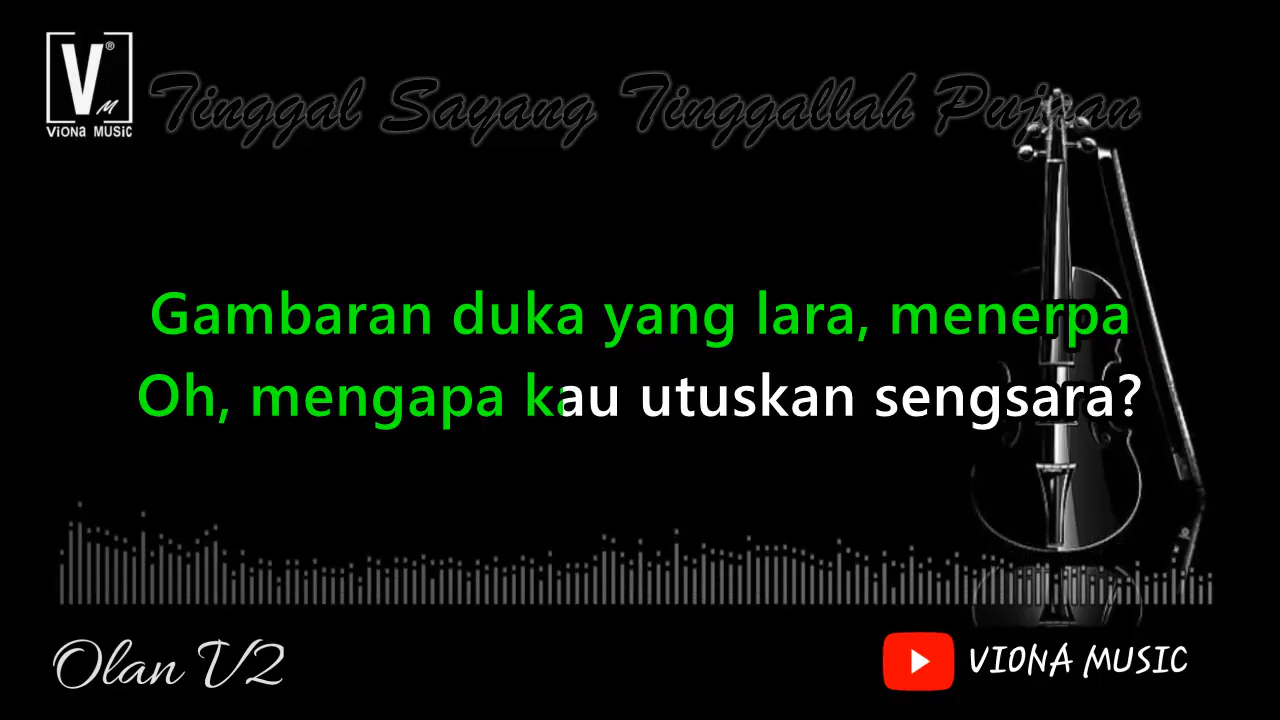 V®
M
VIONA MUSIC
Tinggal Sayang Tinggallah Pujaan
Gambaran duka yang lara, menerpa
Oh, mengapa kau utuskan sengsara?
Olan V2
VIONA MUSIC